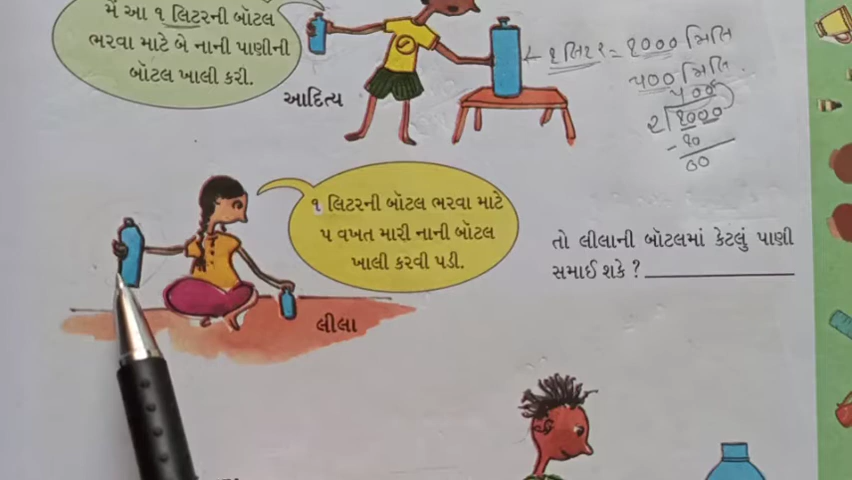 મેં આ ૧ લિટરની બૉટલ
ભરવા માટે બે નાની પાણીની
બૉટલ ખાલી કરી.
આદિત્ય
← ૧ લિટર = ૧૦૦૦ મિલિ
૫૦૦ મિલિ
૫૦૦
૨) ૧૦૦૦
- ૧૦
૦૦
૧ લિટરની બૉટલ ભરવા માટે
૫ વખત મારી નાની બૉટલ
ખાલી કરવી પડી.
તો લીલાની બૉટલમાં કેટલું પાણી
સમાઈ શકે ?
લીલા